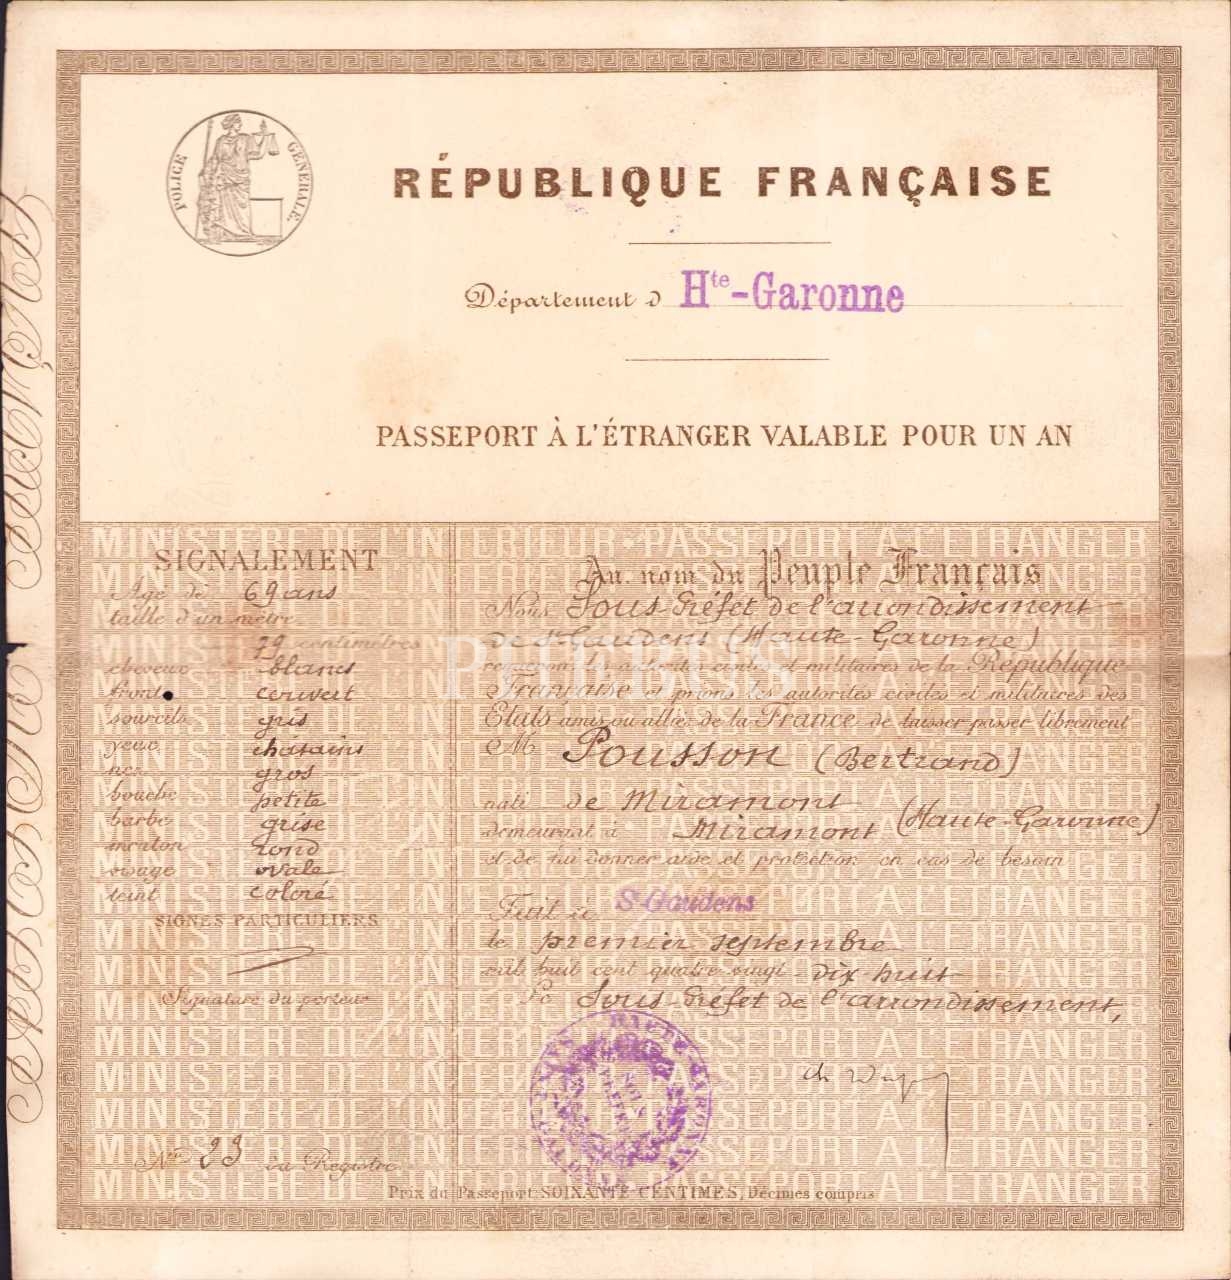 POLICE GÉNÉRALE.
RÉPUBLIQUE FRANÇAISE
Département d Hte-Garonne
PASSEPORT À L'ÉTRANGER VALABLE POUR UN AN
MINISTÈRE DE L'INTÉRIEUR - PASSEPORT A L'ÉTRANGER
SIGNALEMENT
Age de 69 ans
taille d'un mètre
79 centimètres
cheveux blancs
front couvert
sourcils gris
yeux chatains
nez gros
bouche petite
barbe grise
menton rond
visage ovale
teint coloré
SIGNES PARTICULIERS
Signature du porteur
No 23 du Registre
Au nom du Peuple Français
Nous Sous-Préfet de l'arrondissement
de St Gaudens (Haute-Garonne)
requérons les autorités civiles et militaires de la République
Française et prions les autorités civiles et militaires des
Etats amis ou alliés de la France de laisser passer librement
M Pousson (Bertrand)
natif de Miramont
demeurant à Miramont (Haute-Garonne)
et de lui donner aide et protection en cas de besoin
Fait à St Gaudens
le premier septembre
mil huit cent quatre-vingt-dix huit
Le Sous-Préfet de l'arrondissement,
PHEBUS
Prix du Passeport SOIXANTE CENTIMES, Décimes compris